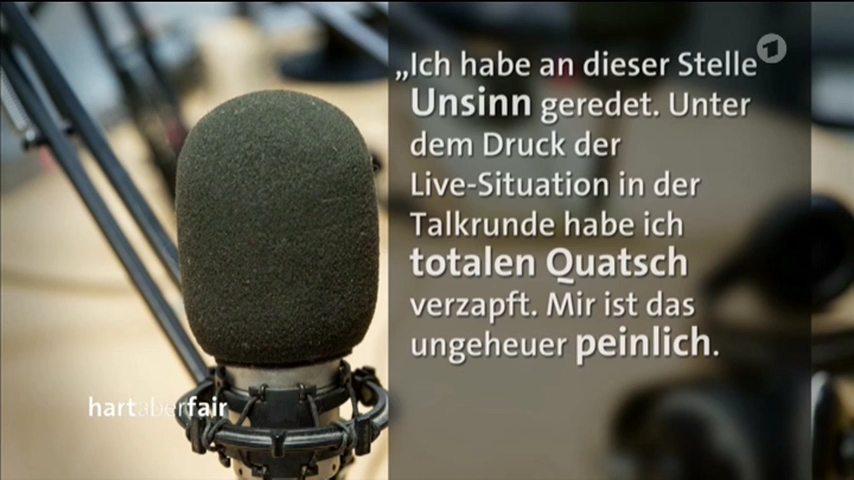 „Ich habe an dieser Stelle
Unsinn geredet. Unter
dem Druck der
Live-Situation in der
Talkrunde habe ich
totalen Quatsch
verzapft. Mir ist das
ungeheuer peinlich.
hartaberfair
1